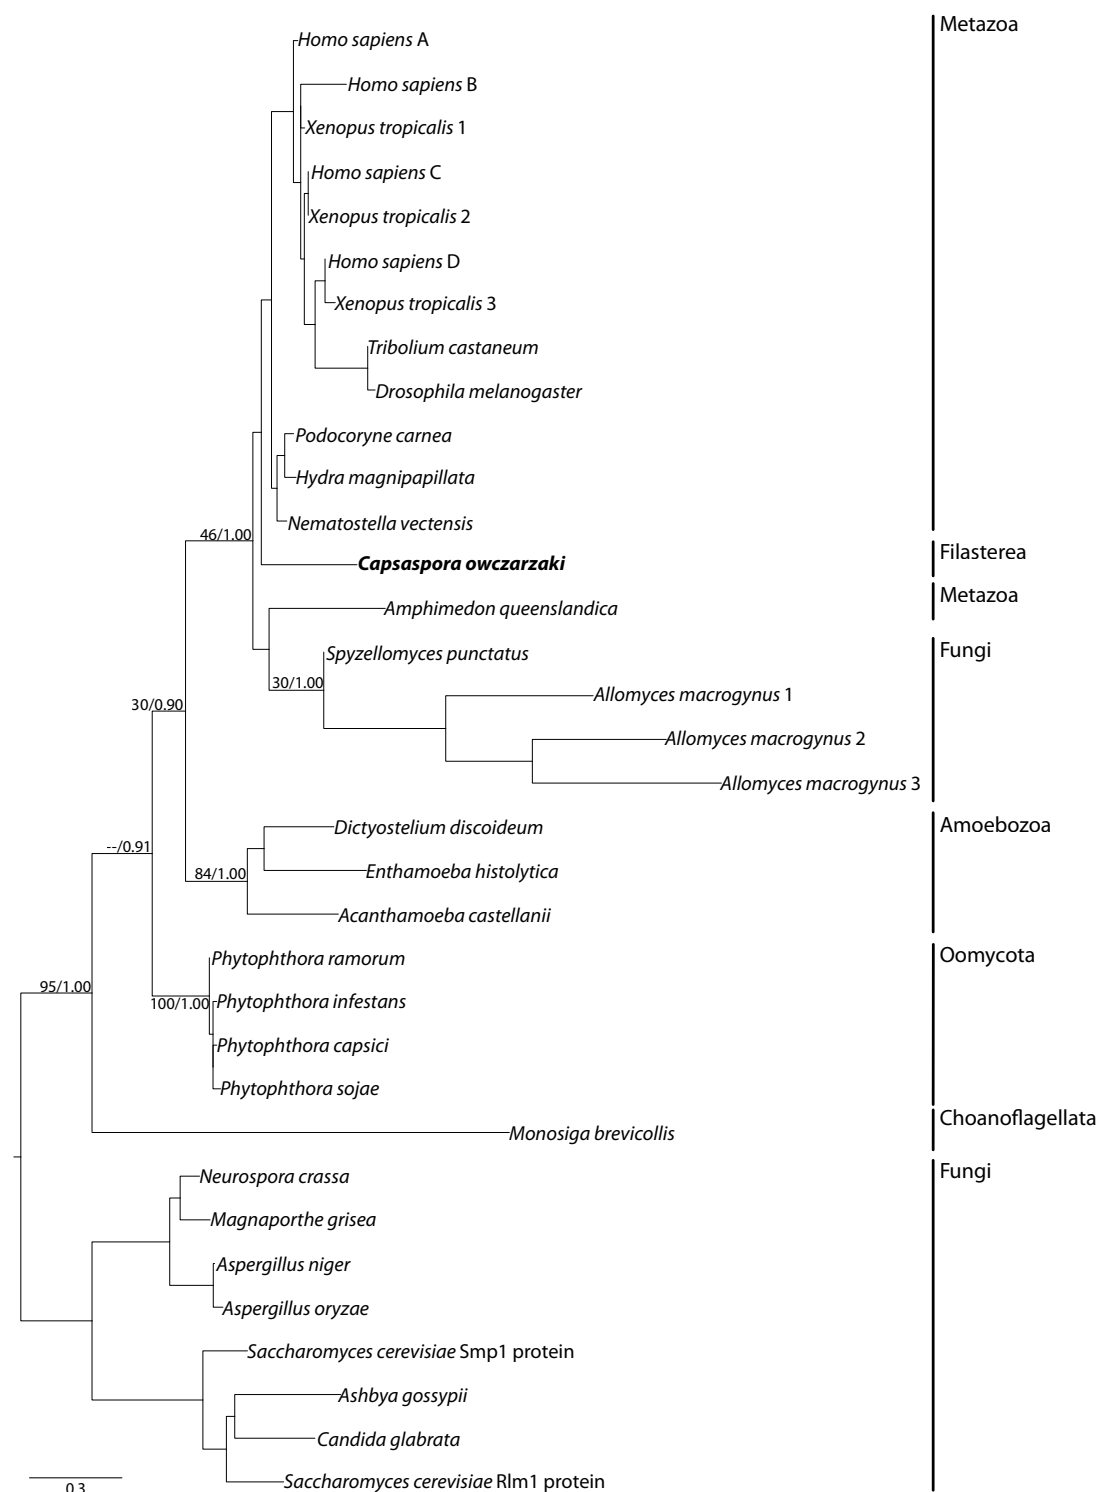 Metazoa
Homo sapiens A
Homo sapiens B
Xenopus tropicalis 1
Homo sapiens C
Xenopus tropicalis 2
Homo sapiens D
Xenopus tropicalis 3
Tribolium castaneum
Drosophila melanogaster
Podocoryne carnea
Hydra magnipapillata
Nematostella vectensis
46/1.00
Filasterea
Capsaspora owczarzaki
Metazoa
Amphimedon queenslandica
Fungi
Spyzellomyces punctatus
30/1.00
Allomyces macrogynus 1
30/0.90
Allomyces macrogynus 2
Allomyces macrogynus 3
Amoebozoa
Dictyostelium discoideum
--/0.91
Enthamoeba histolytica
84/1.00
Acanthamoeba castellanii
Oomycota
Phytophthora ramorum
95/1.00
100/1.00
Phytophthora infestans
Phytophthora capsici
Phytophthora sojae
Choanoflagellata
Monosiga brevicollis
Fungi
Neurospora crassa
Magnaporthe grisea
Aspergillus niger
Aspergillus oryzae
Saccharomyces cerevisiae Smp1 protein
Ashbya gossypii
Candida glabrata
Saccharomyces cerevisiae Rlm1 protein
0.3